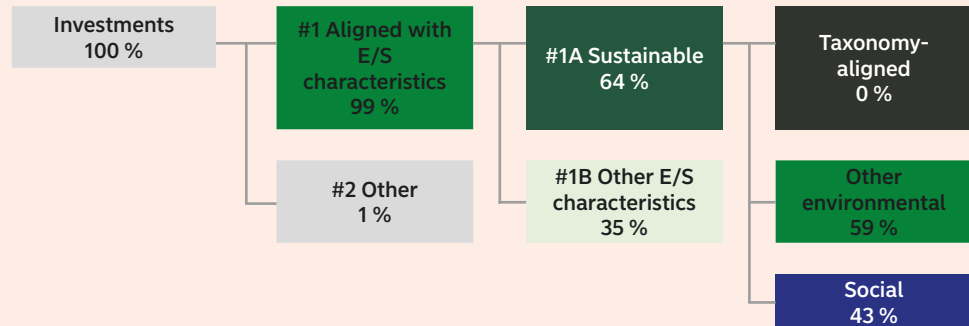 Investments
100 %
#1 Aligned with
E/S
characteristics
99 %
#1A Sustainable
64 %
Taxonomy-
aligned
0 %
#2 Other
1 %
#1B Other E/S
characteristics
35 %
Other
environmental
59 %
Social
43 %